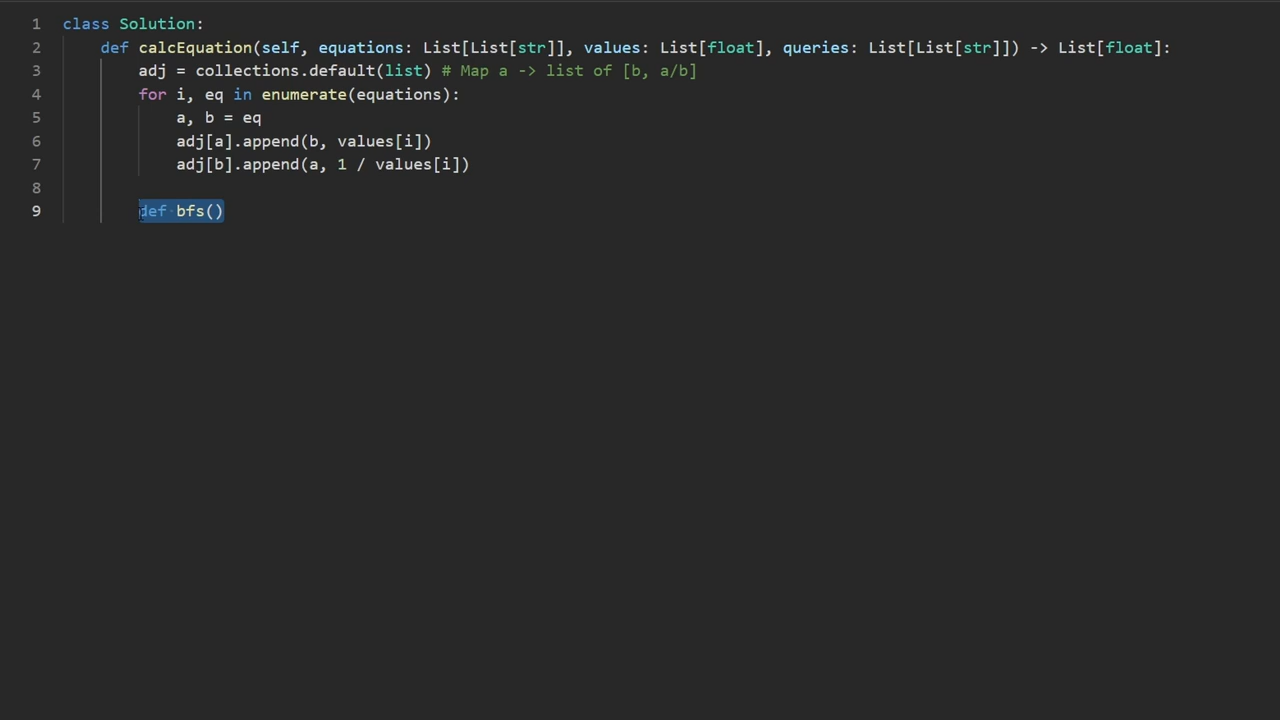 1 class Solution:
2 def calcEquation(self, equations: List[List[str]], values: List[float], queries: List[List[str]]) -> List[float]:
3 adj = collections.default(list) # Map a -> list of [b, a/b]
4 for i, eq in enumerate(equations):
5 a, b = eq
6 adj[a].append(b, values[i])
7 adj[b].append(a, 1 / values[i])
8
9 def bfs()